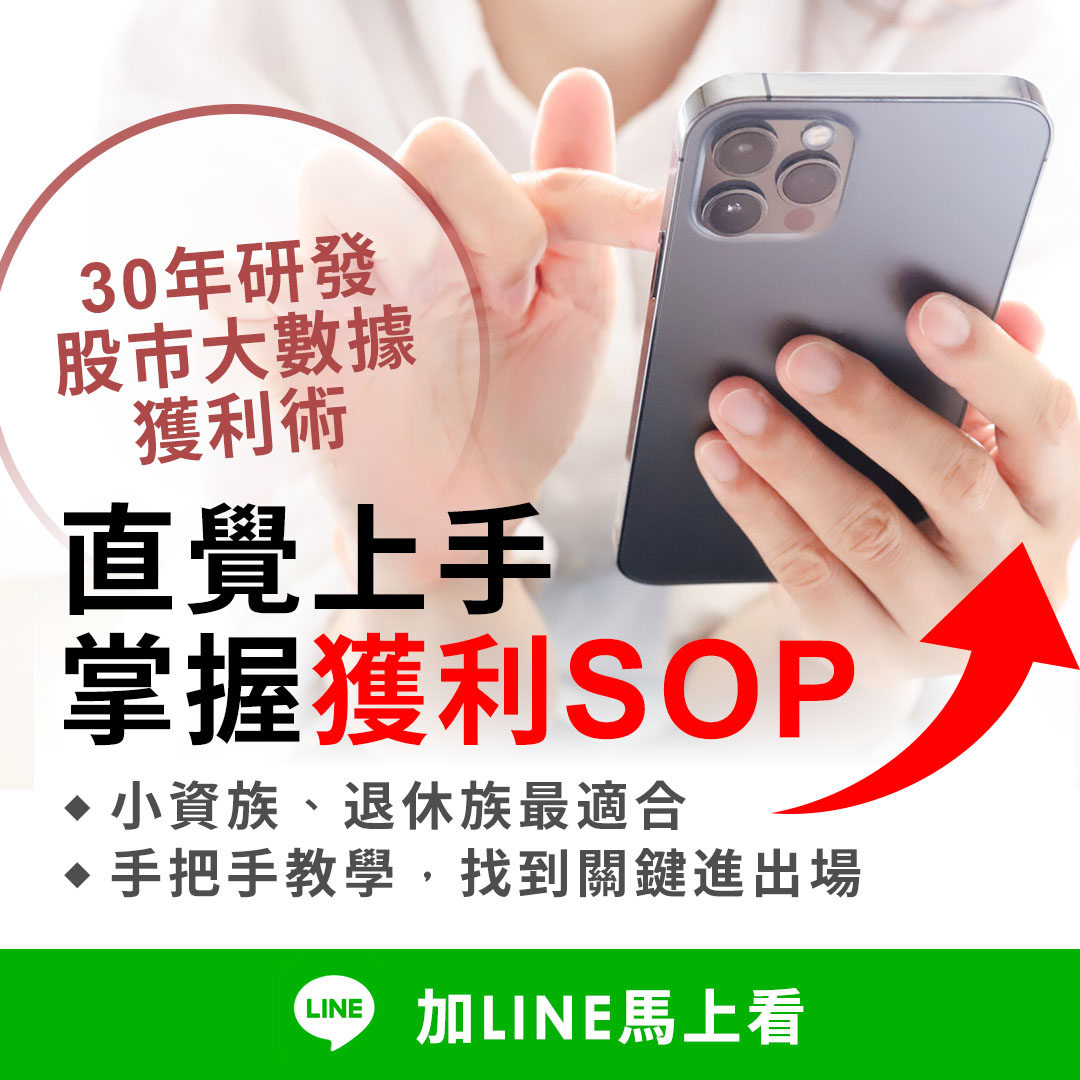 30年研發
股市大數據
獲利術
直覺上手
掌握獲利SOP
◆ 小資族、退休族最適合
◆ 手把手教學，找到關鍵進出場
LINE 加LINE馬上看